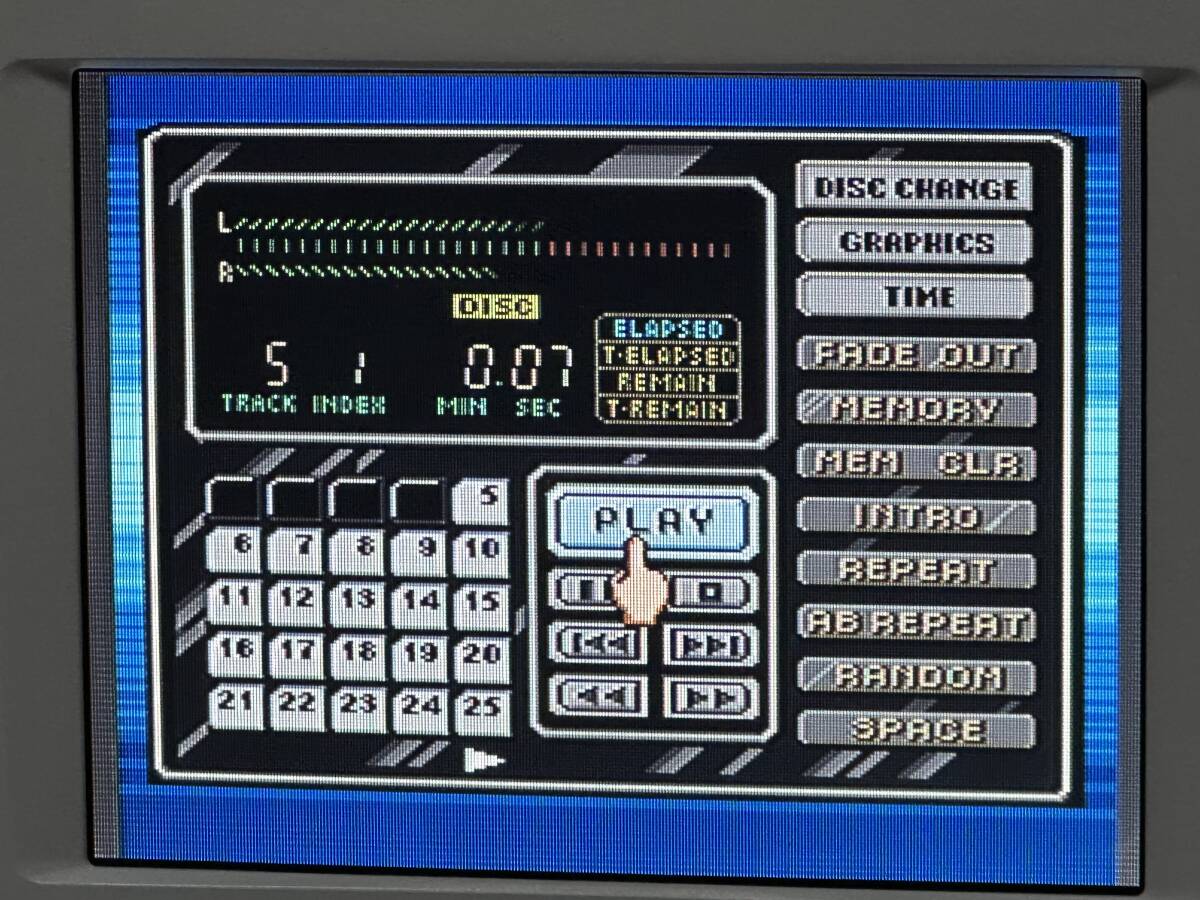 L
R
DISC
5 1 0.07
TRACK INDEX MIN SEC
ELAPSED
T·ELAPSED
REMAIN
T·REMAIN
5
6 7 8 9 10
11 12 13 14 15
16 17 18 19 20
21 22 23 24 25
PLAY
DISC CHANGE
GRAPHICS
TIME
FADE OUT
MEMORY
MEM CLR
INTRO
REPEAT
AB REPEAT
RANDOM
SPACE